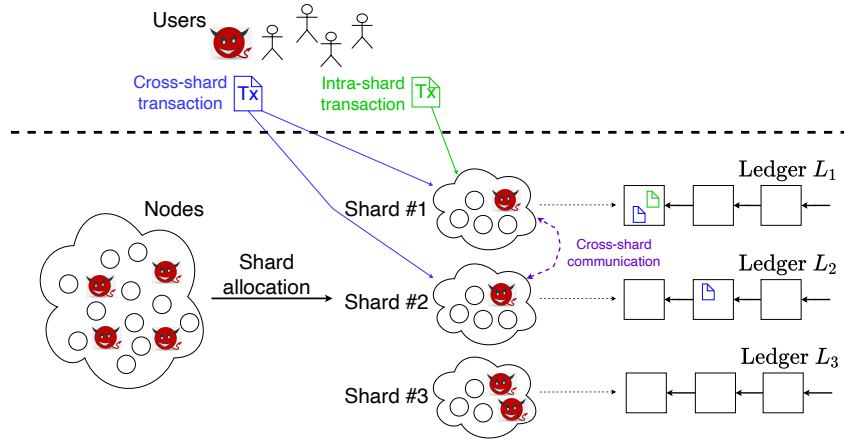 Users
Cross-shard
transaction
Tx
Intra-shard
transaction
Tx
Nodes
Shard
allocation
Shard #1
Ledger L1
Cross-shard
communication
Shard #2
Ledger L2
Shard #3
Ledger L3